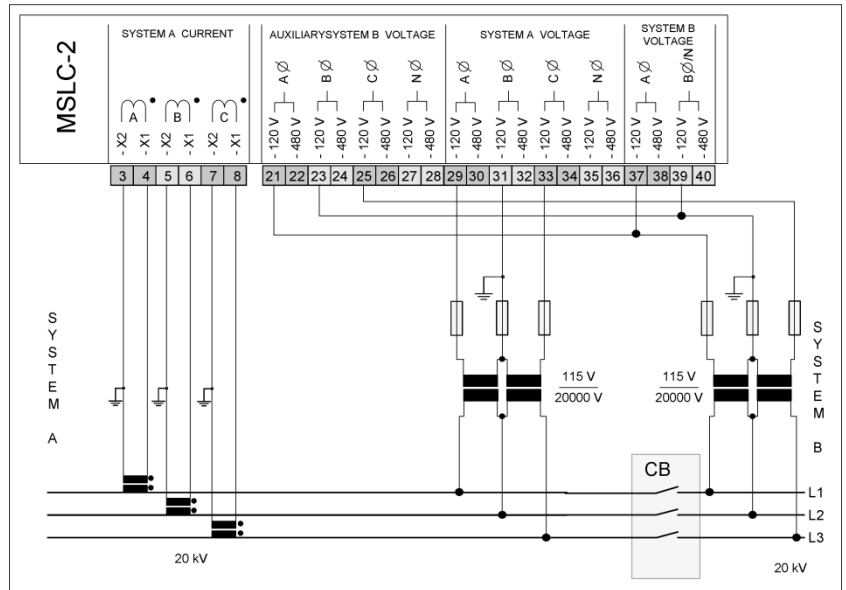 MSLC-2
SYSTEM A CURRENT
AUXILIARYSYSTEM B VOLTAGE
SYSTEM A VOLTAGE
SYSTEM B
VOLTAGE
A B C
AØ BØ CØ NØ
AØ BØ CØ NØ
AØ BØ/N
- X2 - X1 - X2 - X1 - X2 - X1
- 120 V - 480 V - 120 V - 480 V - 120 V - 480 V - 120 V - 480 V
- 120 V - 480 V - 120 V - 480 V - 120 V - 480 V - 120 V - 480 V
- 120 V - 480 V - 120 V - 480 V
3 4 5 6 7 8
21 22 23 24 25 26 27 28 29 30 31 32 33 34 35 36 37 38 39 40
SYSTEM A
115 V
20000 V
115 V
20000 V
SYSTEM B
CB
L1
L2
L3
20 kV
20 kV